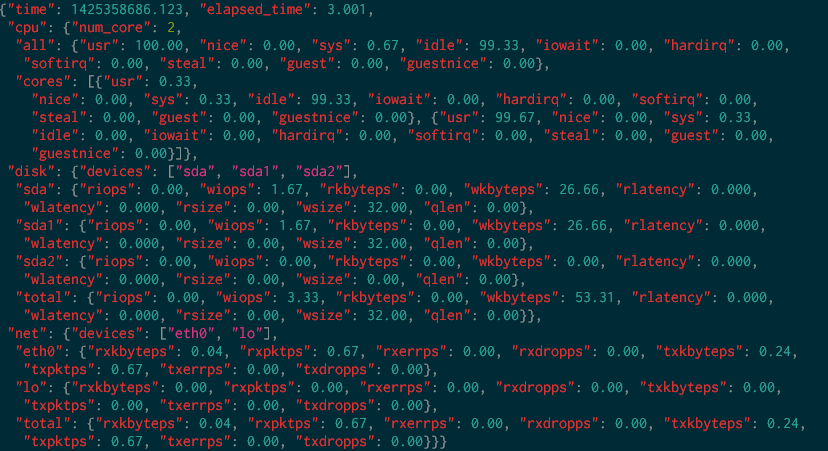 {"time": 1425358686.123, "elapsed_time": 3.001,
"cpu": {"num_core": 2,
"all": {"usr": 100.00, "nice": 0.00, "sys": 0.67, "idle": 99.33, "iowait": 0.00, "hardirq": 0.00,
"softirq": 0.00, "steal": 0.00, "guest": 0.00, "guestnice": 0.00},
"cores": [{"usr": 0.33,
"nice": 0.00, "sys": 0.33, "idle": 99.33, "iowait": 0.00, "hardirq": 0.00, "softirq": 0.00,
"steal": 0.00, "guest": 0.00, "guestnice": 0.00}, {"usr": 99.67, "nice": 0.00, "sys": 0.33,
"idle": 0.00, "iowait": 0.00, "hardirq": 0.00, "softirq": 0.00, "steal": 0.00, "guest": 0.00,
"guestnice": 0.00}]},
"disk": {"devices": ["sda", "sda1", "sda2"],
"sda": {"riops": 0.00, "wiops": 1.67, "rkbyteps": 0.00, "wkbyteps": 26.66, "rlatency": 0.000,
"wlatency": 0.000, "rsize": 0.00, "wsize": 32.00, "qlen": 0.00},
"sda1": {"riops": 0.00, "wiops": 1.67, "rkbyteps": 0.00, "wkbyteps": 26.66, "rlatency": 0.000,
"wlatency": 0.000, "rsize": 0.00, "wsize": 32.00, "qlen": 0.00},
"sda2": {"riops": 0.00, "wiops": 0.00, "rkbyteps": 0.00, "wkbyteps": 0.00, "rlatency": 0.000,
"wlatency": 0.000, "rsize": 0.00, "wsize": 0.00, "qlen": 0.00},
"total": {"riops": 0.00, "wiops": 3.33, "rkbyteps": 0.00, "wkbyteps": 53.31, "rlatency": 0.000,
"wlatency": 0.000, "rsize": 0.00, "wsize": 32.00, "qlen": 0.00}},
"net": {"devices": ["eth0", "lo"],
"eth0": {"rxkbyteps": 0.04, "rxpktps": 0.67, "rxerrps": 0.00, "rxdropps": 0.00, "txkbyteps": 0.24,
"txpktps": 0.67, "txerrps": 0.00, "txdropps": 0.00},
"lo": {"rxkbyteps": 0.00, "rxpktps": 0.00, "rxerrps": 0.00, "rxdropps": 0.00, "txkbyteps": 0.00,
"txpktps": 0.00, "txerrps": 0.00, "txdropps": 0.00},
"total": {"rxkbyteps": 0.04, "rxpktps": 0.67, "rxerrps": 0.00, "rxdropps": 0.00, "txkbyteps": 0.24,
"txpktps": 0.67, "txerrps": 0.00, "txdropps": 0.00}}}